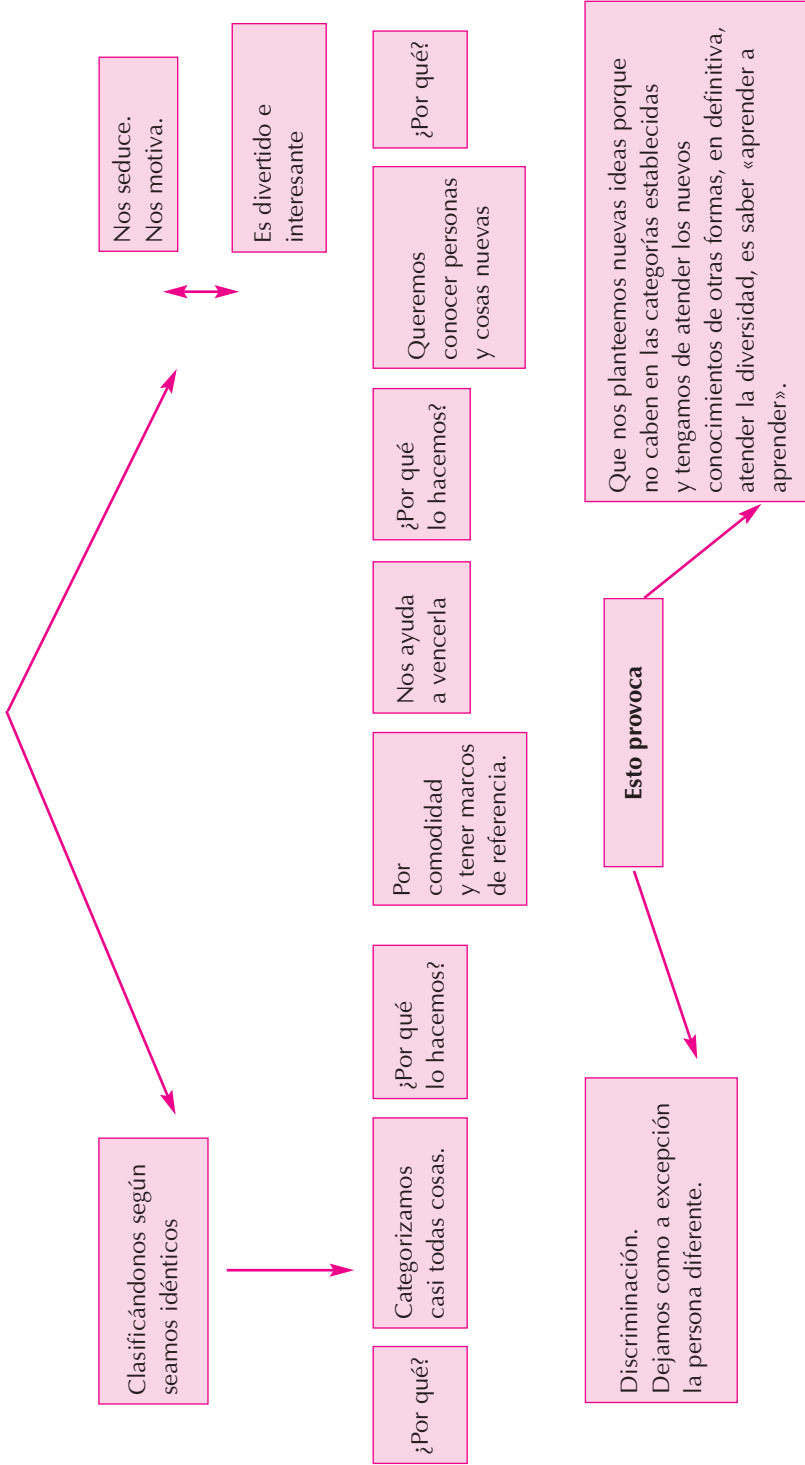 Clasificándonos según
seamos idénticos
Nos seduce.
Nos motiva.
Es divertido e
interesante
¿Por qué?
Categorizamos
casi todas cosas.
¿Por qué
lo hacemos?
Por
comodidad
y tener marcos
de referencia.
Nos ayuda
a vencerla
¿Por qué
lo hacemos?
Queremos
conocer personas
y cosas nuevas
¿Por qué?
Discriminación.
Dejamos como a excepción
la persona diferente.
Esto provoca
Que nos planteemos nuevas ideas porque
no caben en las categorías establecidas
y tengamos de atender los nuevos
conocimientos de otras formas, en definitiva,
atender la diversidad, es saber «aprender a
aprender».